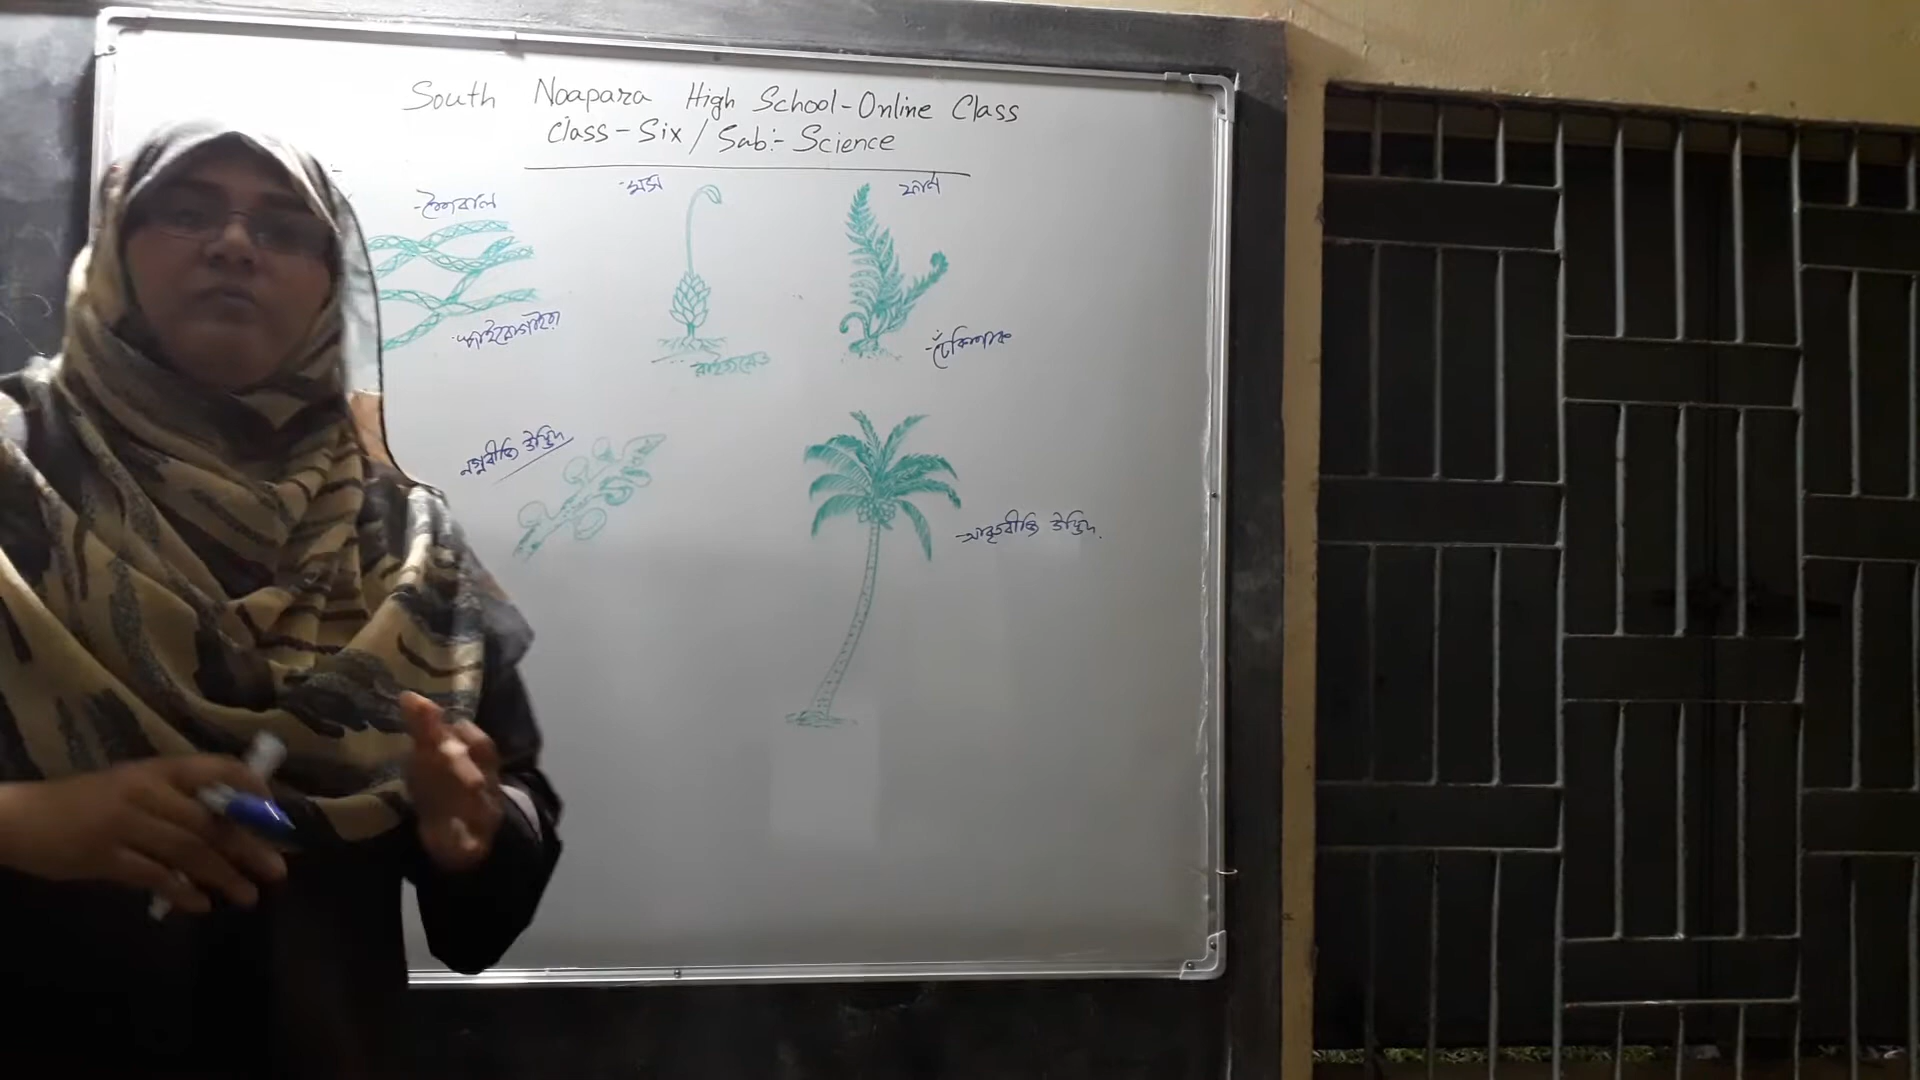 South Noapara High School-Online Class
Class-Six / Sub:- Science
-শৈবাল
-মস
ফার্ণ
-স্পাইরোগাইরা
রাইজয়েড
-ঢেঁকিশাক
নগ্নবীজি উদ্ভিদ
-আবৃতবীজি উদ্ভিদ.